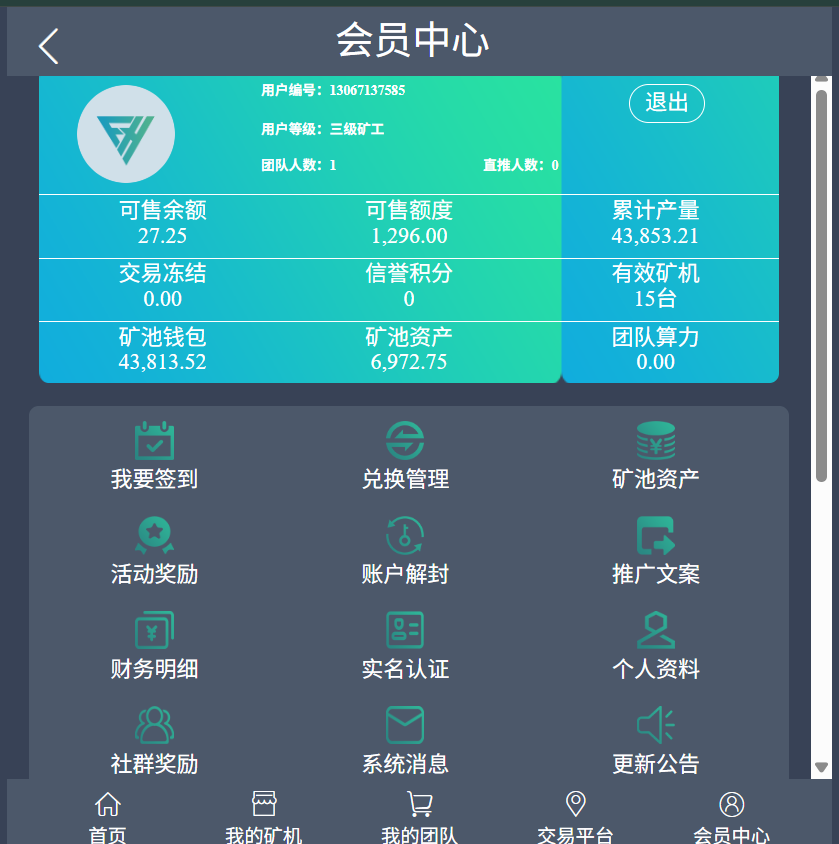 会员中心
用户编号：13067137585
退出
用户等级：三级矿工
团队人数：1 直推人数：0
可售余额 可售额度 累计产量
27.25 1,296.00 43,853.21
交易冻结 信誉积分 有效矿机
0.00 0 15台
矿池钱包 矿池资产 团队算力
43,813.52 6,972.75 0.00
我要签到 兑换管理 矿池资产
活动奖励 账户解封 推广文案
财务明细 实名认证 个人资料
社群奖励 系统消息 更新公告
首页 我的矿机 我的团队 交易平台 会员中心